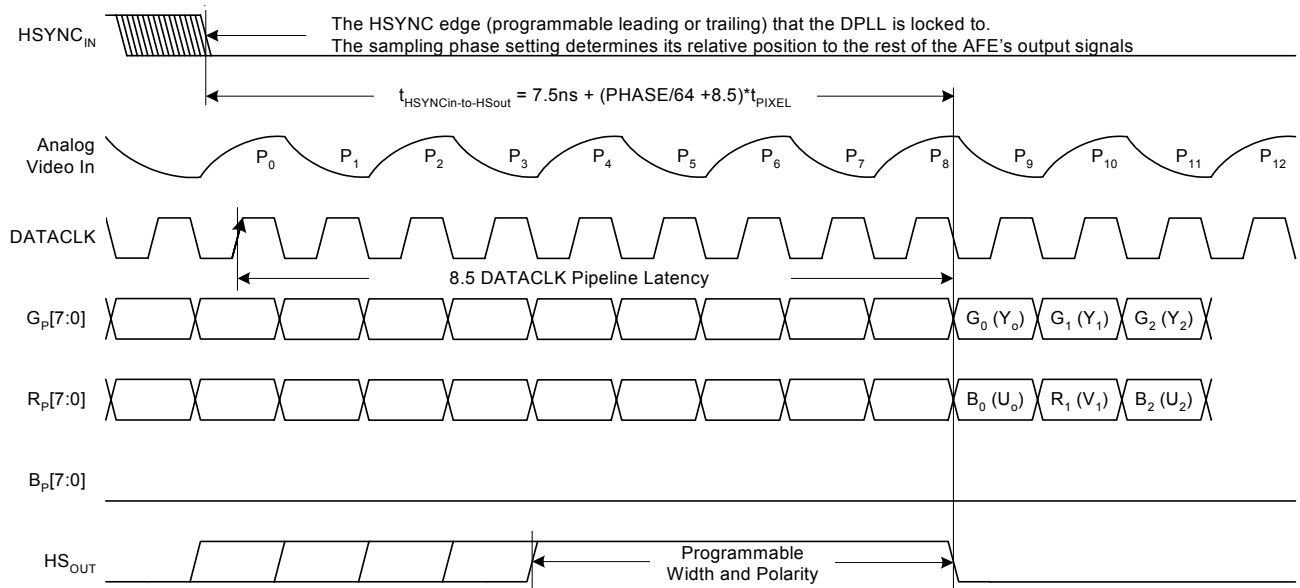 HSYNC_IN
The HSYNC edge (programmable leading or trailing) that the DPLL is locked to.
The sampling phase setting determines its relative position to the rest of the AFE's output signals
t_HSYNCin-to-HSout = 7.5ns + (PHASE/64 +8.5)*t_PIXEL
Analog
Video In
P_0 P_1 P_2 P_3 P_4 P_5 P_6 P_7 P_8 P_9 P_10 P_11 P_12
DATACLK
8.5 DATACLK Pipeline Latency
G_P[7:0]
G_0 (Y_o) G_1 (Y_1) G_2 (Y_2)
R_P[7:0]
B_0 (U_o) R_1 (V_1) B_2 (U_2)
B_P[7:0]
HS_OUT
Programmable
Width and Polarity